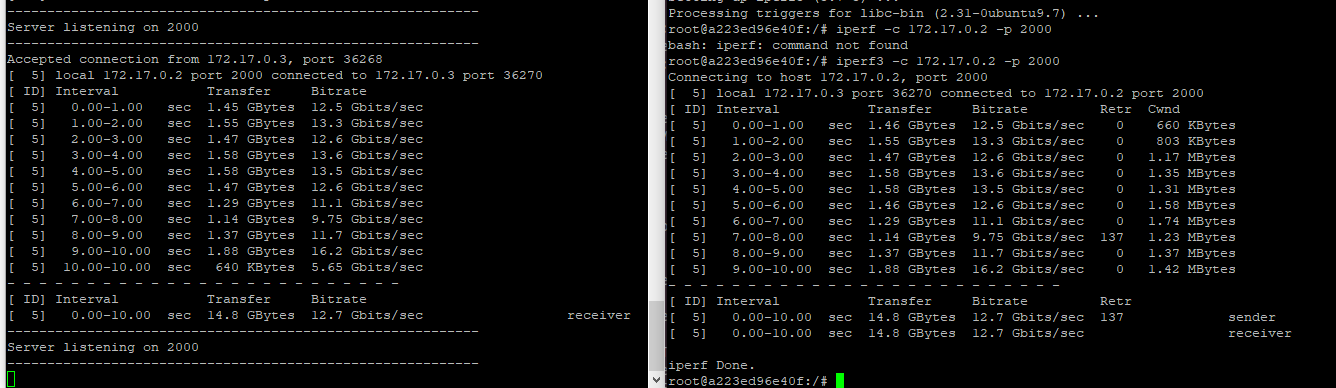 -----------------------------------------------------------
Server listening on 2000
-----------------------------------------------------------
Accepted connection from 172.17.0.3, port 36268
[  5] local 172.17.0.2 port 2000 connected to 172.17.0.3 port 36270
[ ID] Interval           Transfer     Bitrate
[  5]   0.00-1.00   sec  1.45 GBytes  12.5 Gbits/sec
[  5]   1.00-2.00   sec  1.55 GBytes  13.3 Gbits/sec
[  5]   2.00-3.00   sec  1.47 GBytes  12.6 Gbits/sec
[  5]   3.00-4.00   sec  1.58 GBytes  13.6 Gbits/sec
[  5]   4.00-5.00   sec  1.58 GBytes  13.5 Gbits/sec
[  5]   5.00-6.00   sec  1.47 GBytes  12.6 Gbits/sec
[  5]   6.00-7.00   sec  1.29 GBytes  11.1 Gbits/sec
[  5]   7.00-8.00   sec  1.14 GBytes  9.75 Gbits/sec
[  5]   8.00-9.00   sec  1.37 GBytes  11.7 Gbits/sec
[  5]   9.00-10.00  sec  1.88 GBytes  16.2 Gbits/sec
[  5]  10.00-10.00  sec   640 KBytes  5.65 Gbits/sec
- - - - - - - - - - - - - - - - - - - - - - - - -
[ ID] Interval           Transfer     Bitrate
[  5]   0.00-10.00  sec  14.8 GBytes  12.7 Gbits/sec                  receiver
-----------------------------------------------------------
Server listening on 2000
-----------------------------------------------------------
Processing triggers for libc-bin (2.31-0ubuntu9.7) ...
root@a223ed96e40f:/# iperf -c 172.17.0.2 -p 2000
bash: iperf: command not found
root@a223ed96e40f:/# iperf3 -c 172.17.0.2 -p 2000
Connecting to host 172.17.0.2, port 2000
[  5] local 172.17.0.3 port 36270 connected to 172.17.0.2 port 2000
[ ID] Interval           Transfer     Bitrate         Retr  Cwnd
[  5]   0.00-1.00   sec  1.46 GBytes  12.5 Gbits/sec    0    660 KBytes
[  5]   1.00-2.00   sec  1.55 GBytes  13.3 Gbits/sec    0    803 KBytes
[  5]   2.00-3.00   sec  1.47 GBytes  12.6 Gbits/sec    0   1.17 MBytes
[  5]   3.00-4.00   sec  1.58 GBytes  13.6 Gbits/sec    0   1.35 MBytes
[  5]   4.00-5.00   sec  1.58 GBytes  13.5 Gbits/sec    0   1.31 MBytes
[  5]   5.00-6.00   sec  1.46 GBytes  12.6 Gbits/sec    0   1.58 MBytes
[  5]   6.00-7.00   sec  1.29 GBytes  11.1 Gbits/sec    0   1.74 MBytes
[  5]   7.00-8.00   sec  1.14 GBytes  9.75 Gbits/sec  137   1.23 MBytes
[  5]   8.00-9.00   sec  1.37 GBytes  11.7 Gbits/sec    0   1.37 MBytes
[  5]   9.00-10.00  sec  1.88 GBytes  16.2 Gbits/sec    0   1.42 MBytes
- - - - - - - - - - - - - - - - - - - - - - - - -
[ ID] Interval           Transfer     Bitrate         Retr
[  5]   0.00-10.00  sec  14.8 GBytes  12.7 Gbits/sec  137             sender
[  5]   0.00-10.00  sec  14.8 GBytes  12.7 Gbits/sec                  receiver
iperf Done.
root@a223ed96e40f:/#